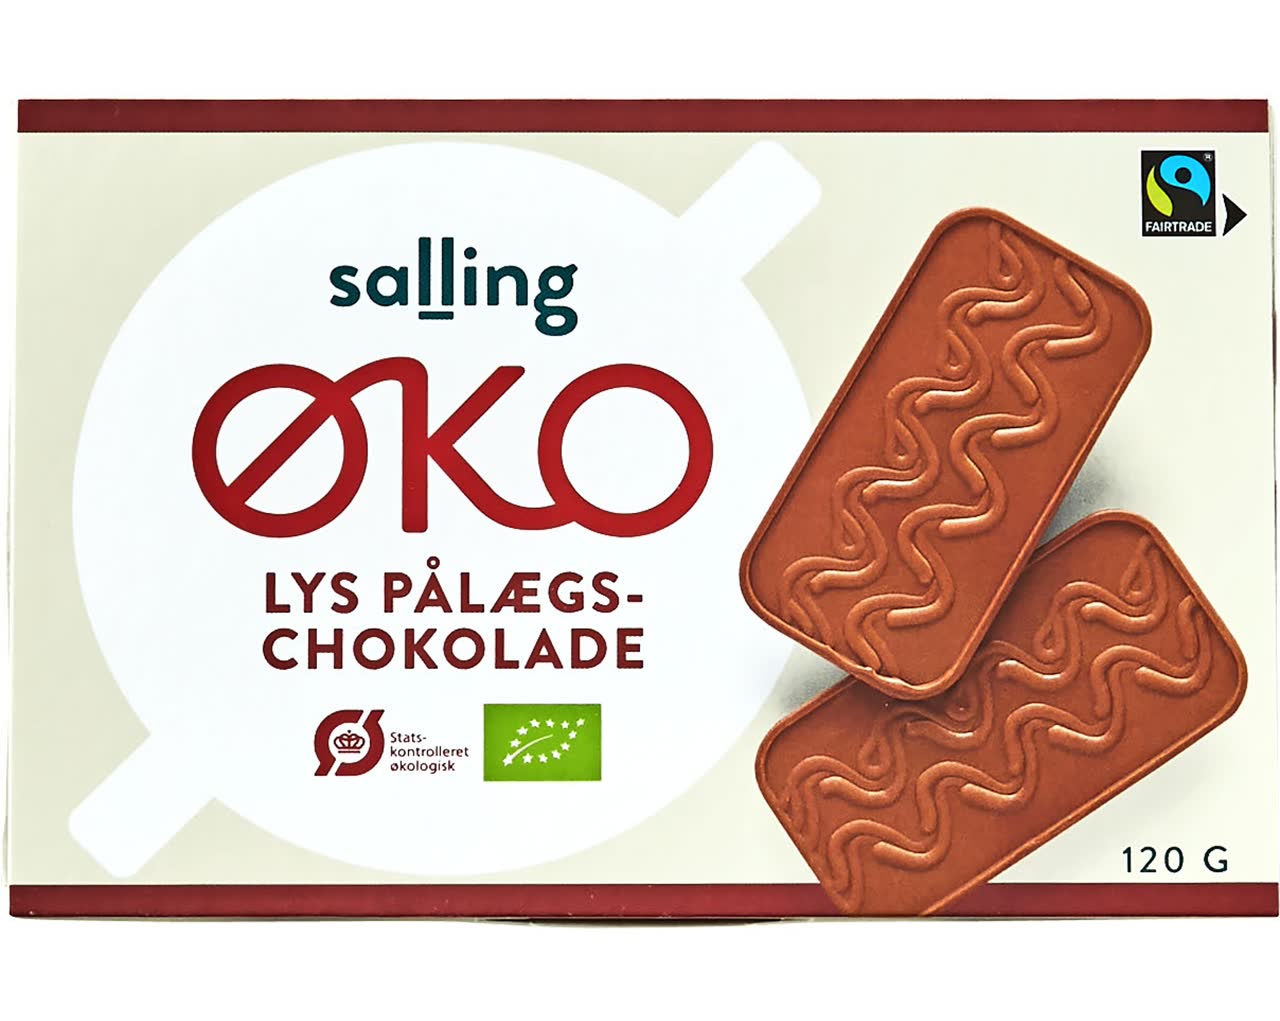 salling
ØKO
LYS PÅLÆGS-
CHOKOLADE
Stats-
kontrolleret
økologisk
FAIRTRADE
®
120 G